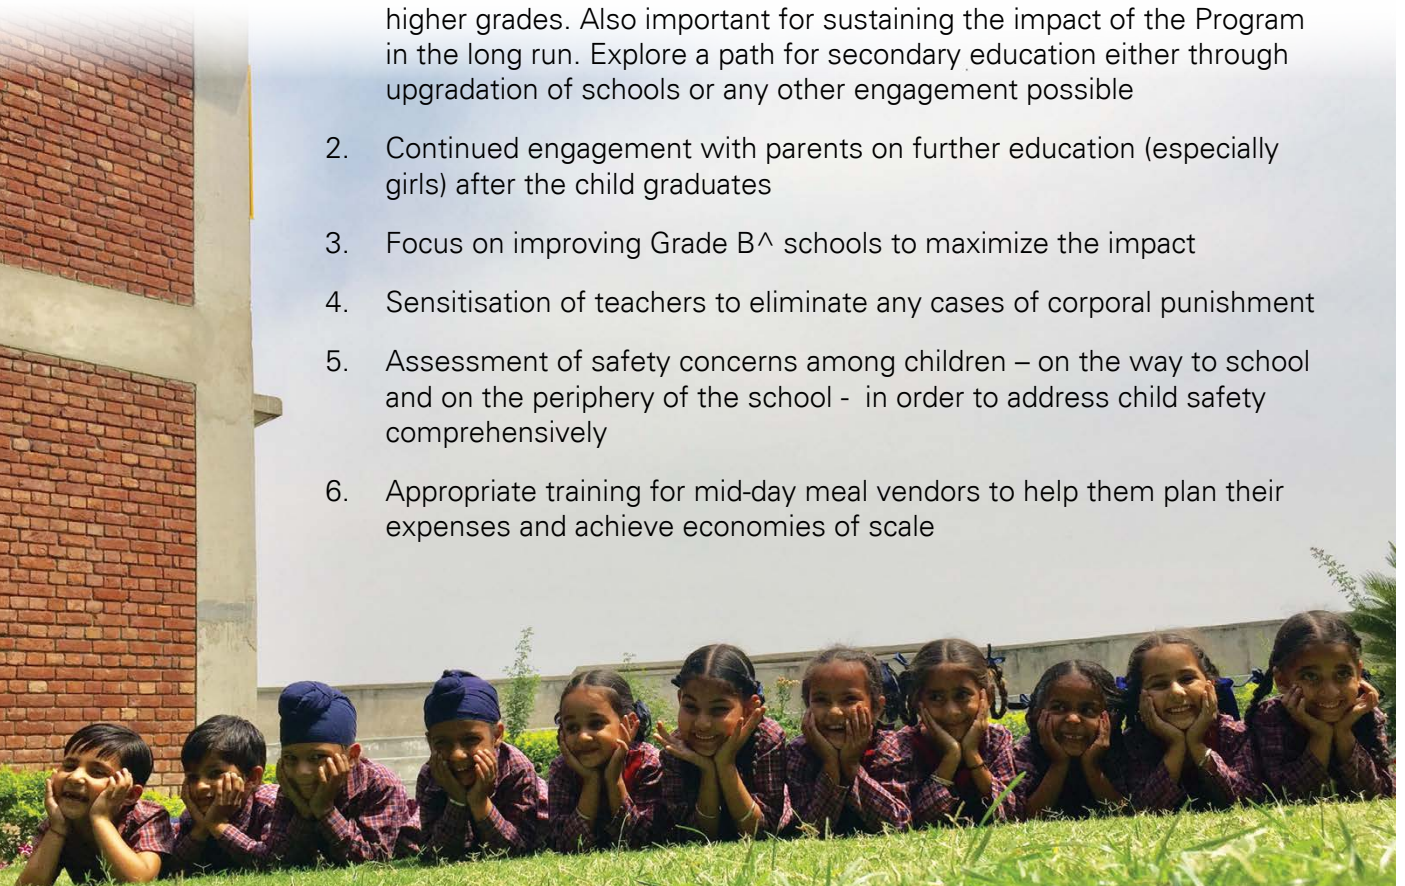 higher grades. Also important for sustaining the impact of the Program
in the long run. Explore a path for secondary education either through
upgradation of schools or any other engagement possible
2. Continued engagement with parents on further education (especially
girls) after the child graduates
3. Focus on improving Grade B^ schools to maximize the impact
4. Sensitisation of teachers to eliminate any cases of corporal punishment
5. Assessment of safety concerns among children – on the way to school
and on the periphery of the school -  in order to address child safety
comprehensively
6. Appropriate training for mid-day meal vendors to help them plan their
expenses and achieve economies of scale